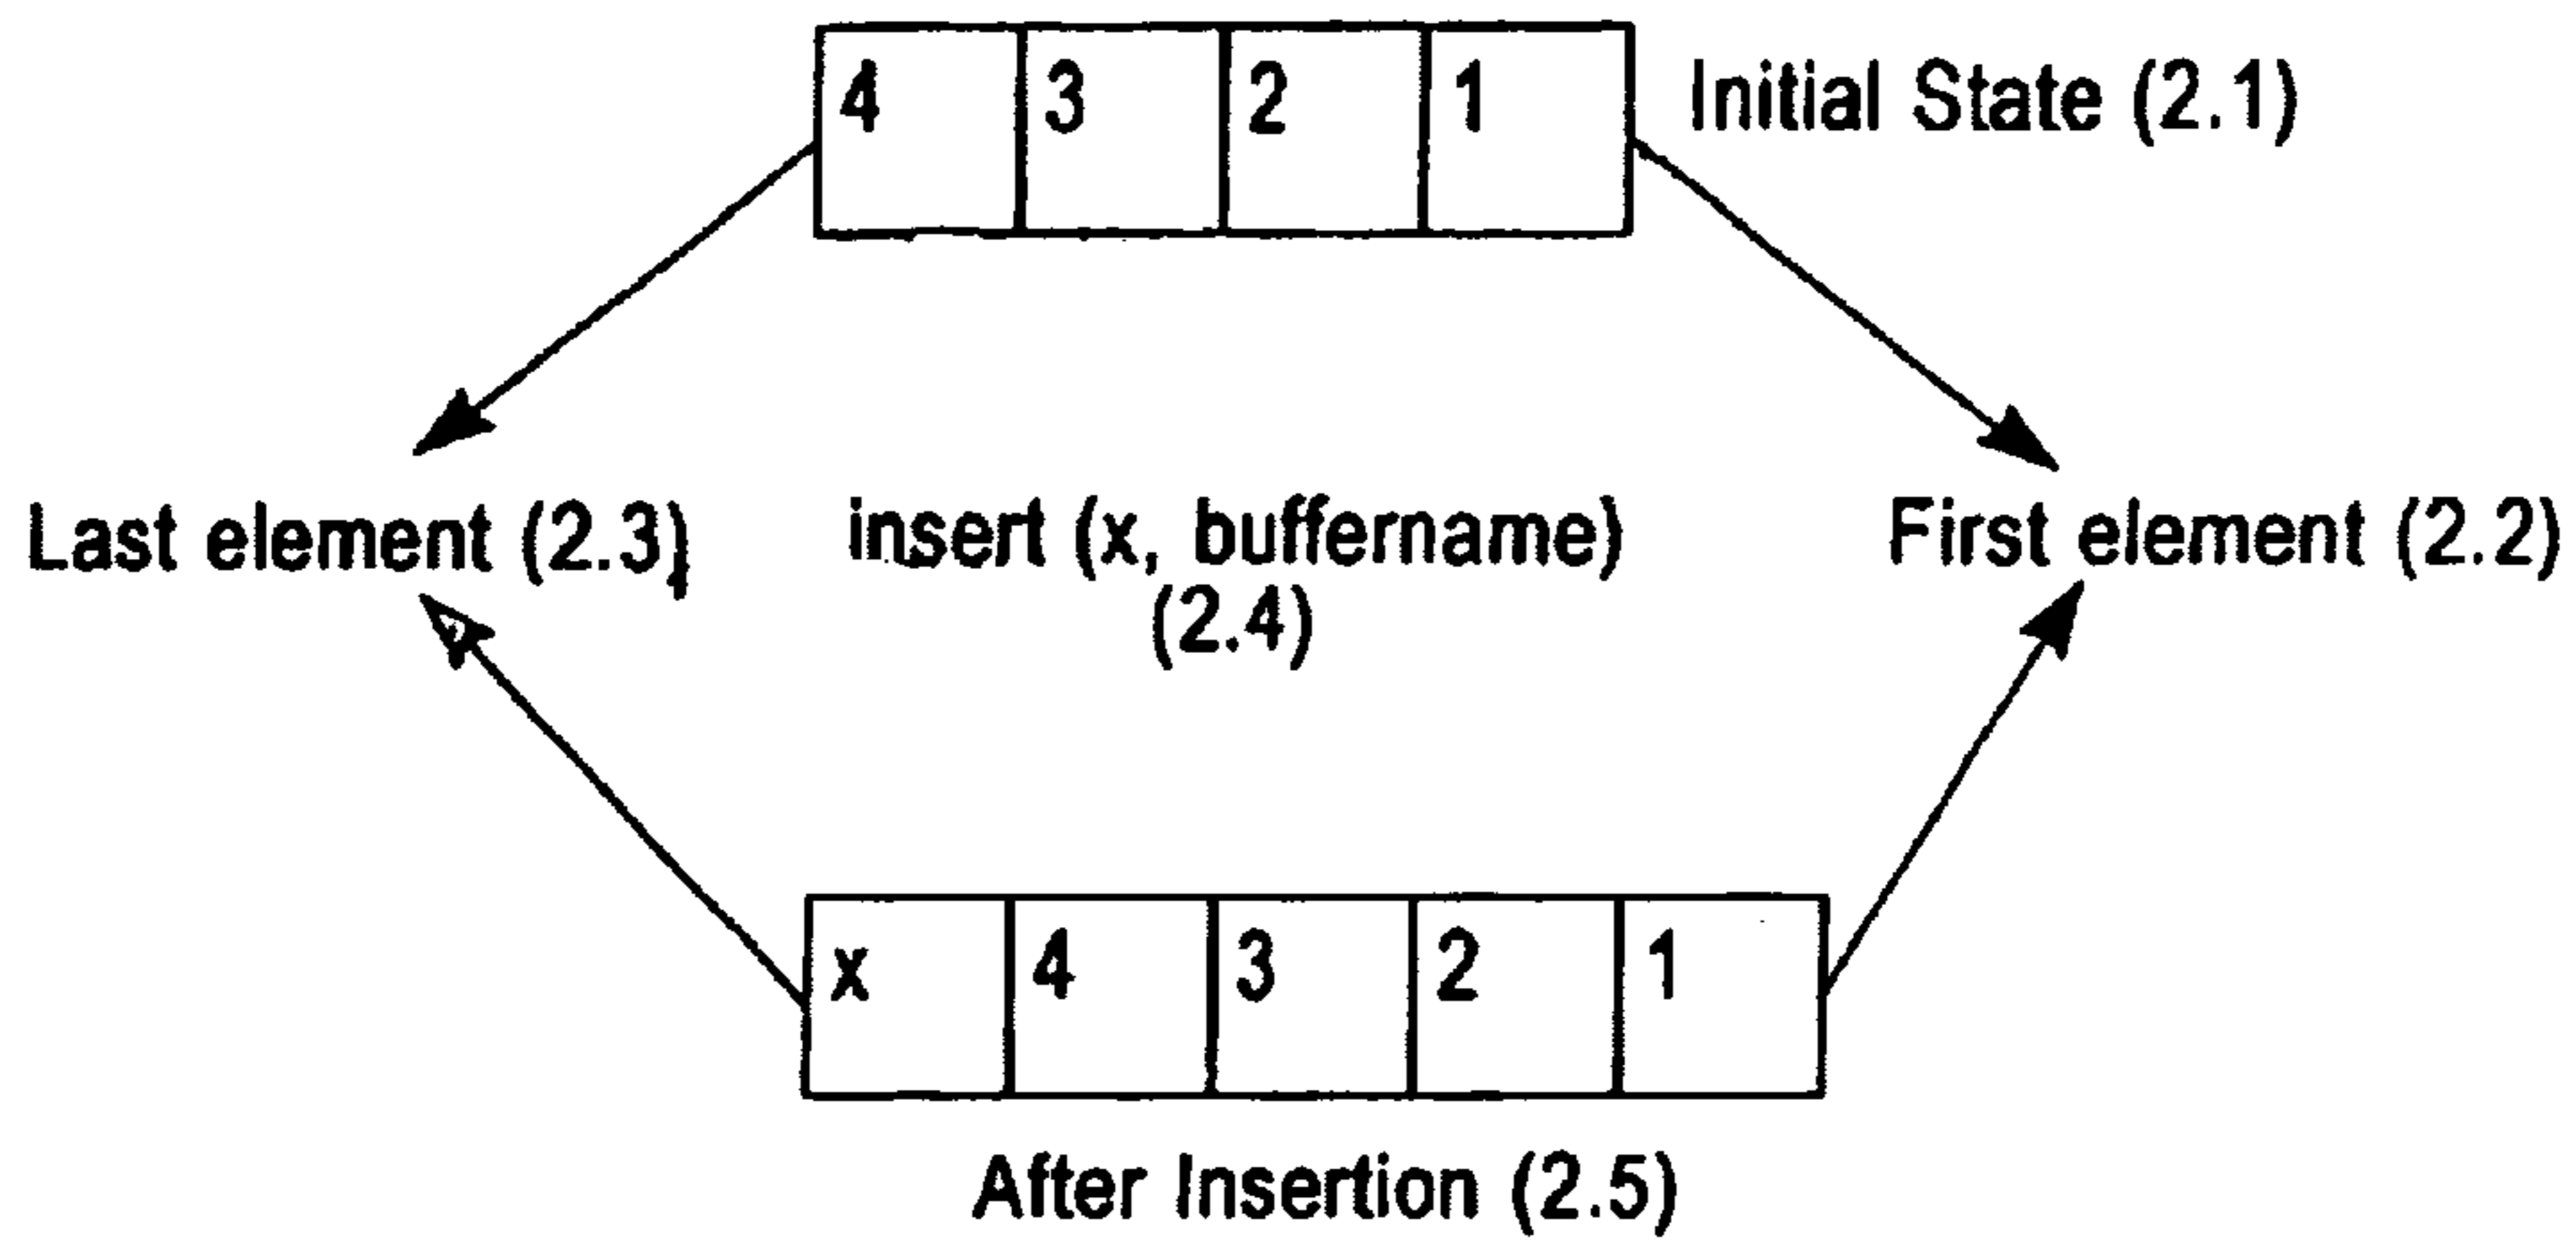 4 3 2 1 Initial State (2.1)
Last element (2.3) insert (x, buffername) First element (2.2)
(2.4)
x 4 3 2 1
After Insertion (2.5)